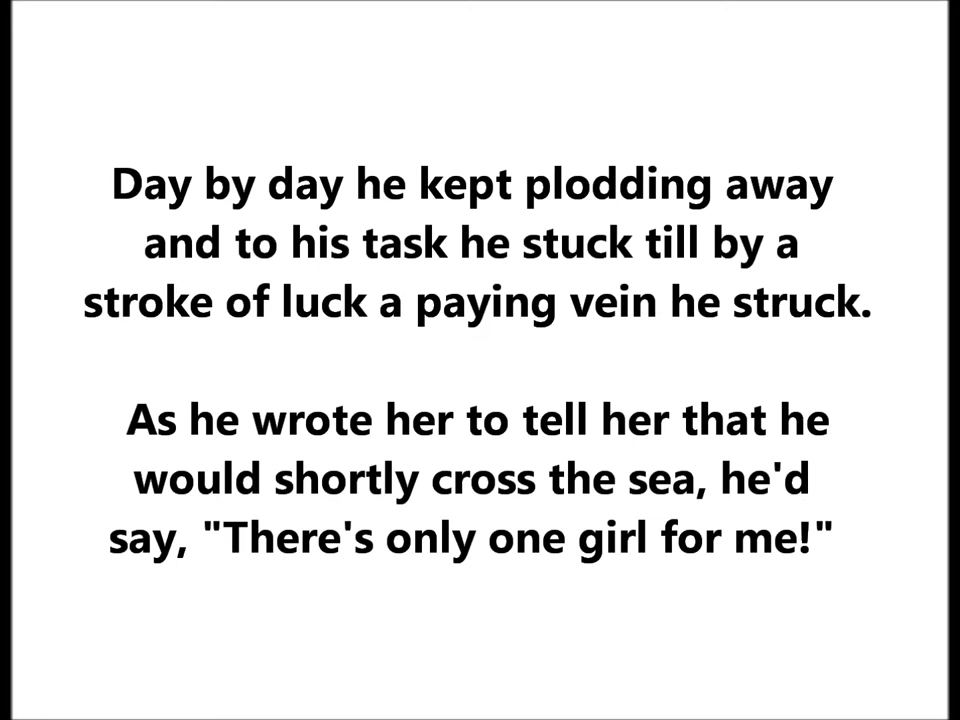 Day by day he kept plodding away
and to his task he stuck till by a
stroke of luck a paying vein he struck.
As he wrote her to tell her that he
would shortly cross the sea, he'd
say, "There's only one girl for me!"